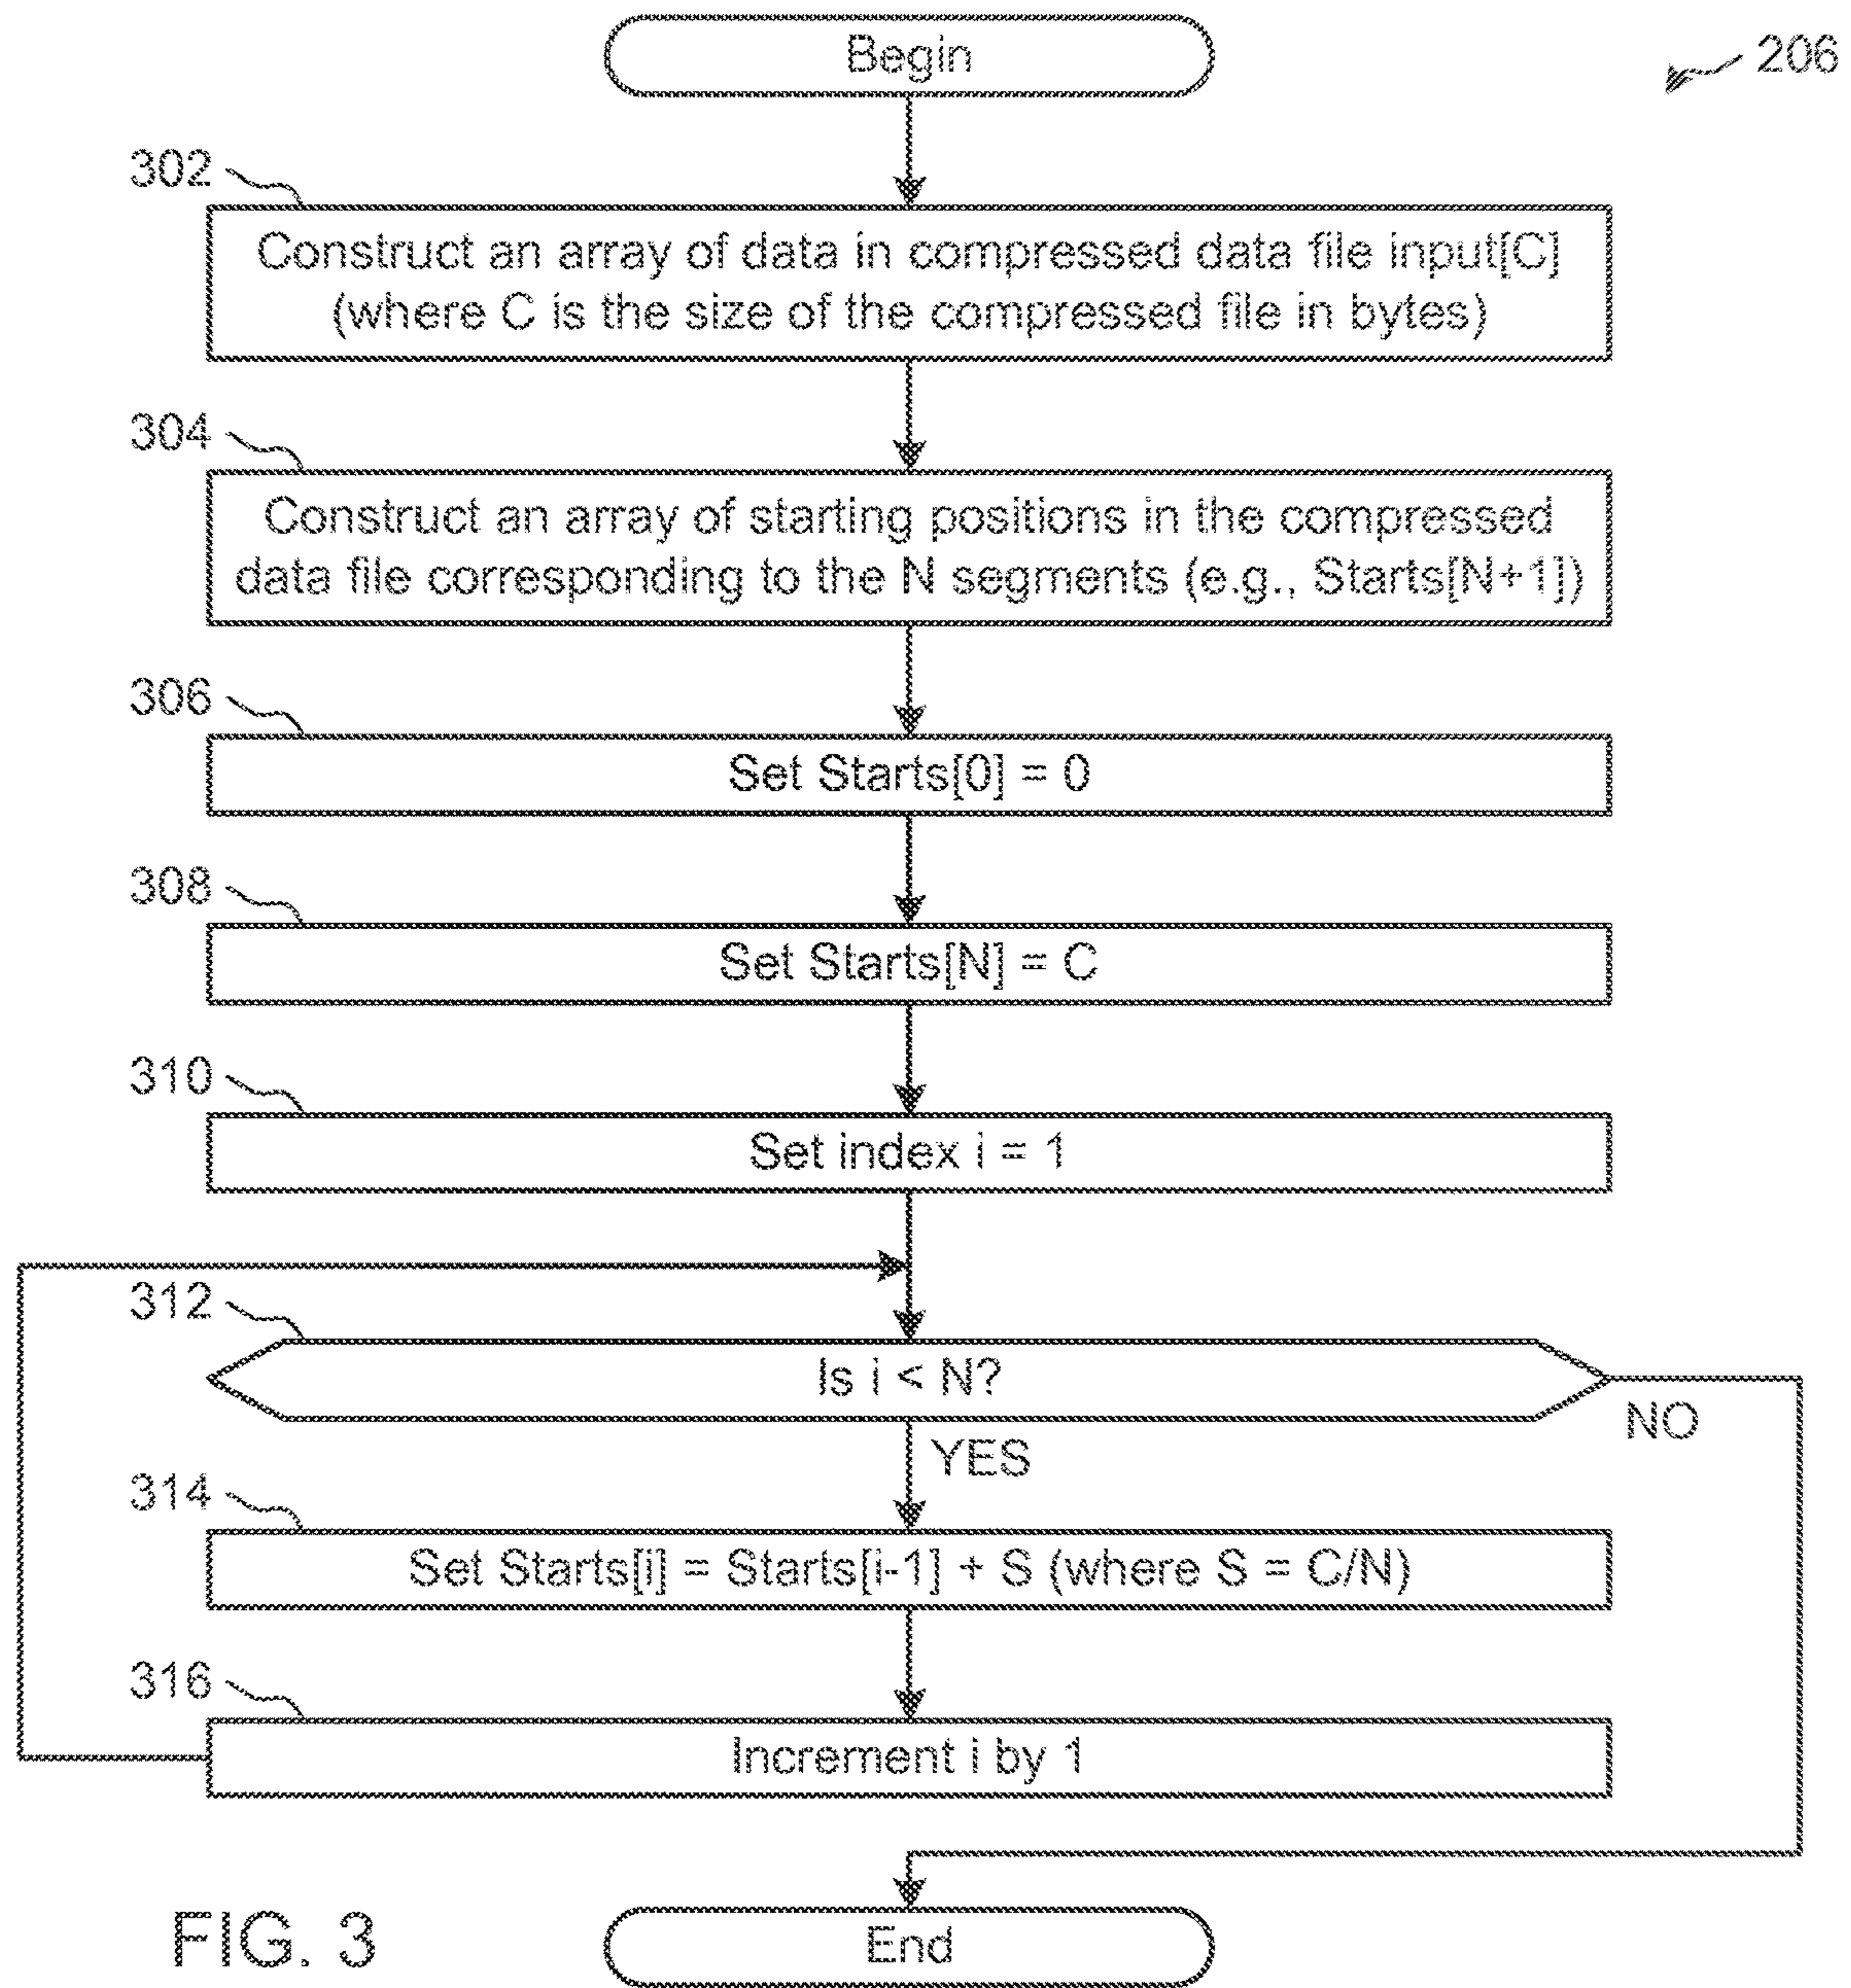 Begin
206
302
Construct an array of data in compressed data file input[C]
(where C is the size of the compressed file in bytes)
304
Construct an array of starting positions in the compressed
data file corresponding to the N segments (e.g., Starts[N+1])
306
Set Starts[0] = 0
308
Set Starts[N] = C
310
Set index i = 1
312
Is i < N?
NO
YES
314
Set Starts[i] = Starts[i-1] + S (where S = C/N)
316
Increment i by 1
FIG. 3
End